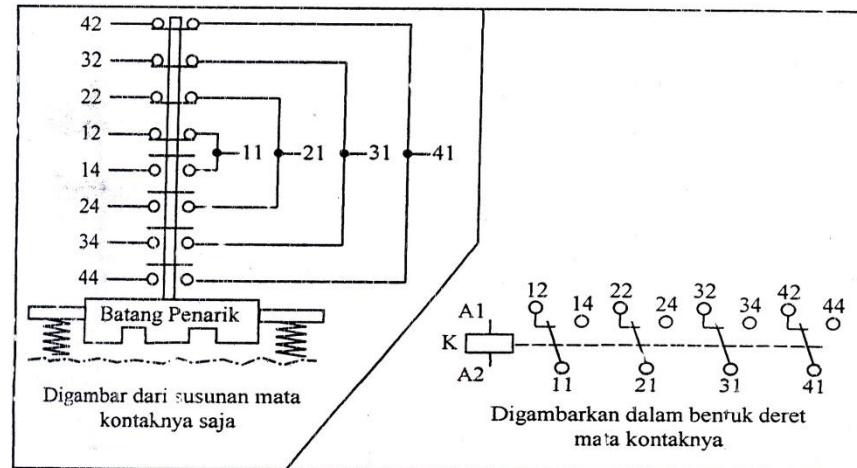 42
32
22
12
11 21 31 41
14
24
34
44
Batang Penarik
Digambar dari susunan mata
kontaknya saja
12 14 22 24 32 34 42 44
A1
K
A2
11 21 31 41
Digambarkan dalam bentuk deret
mata kontaknya